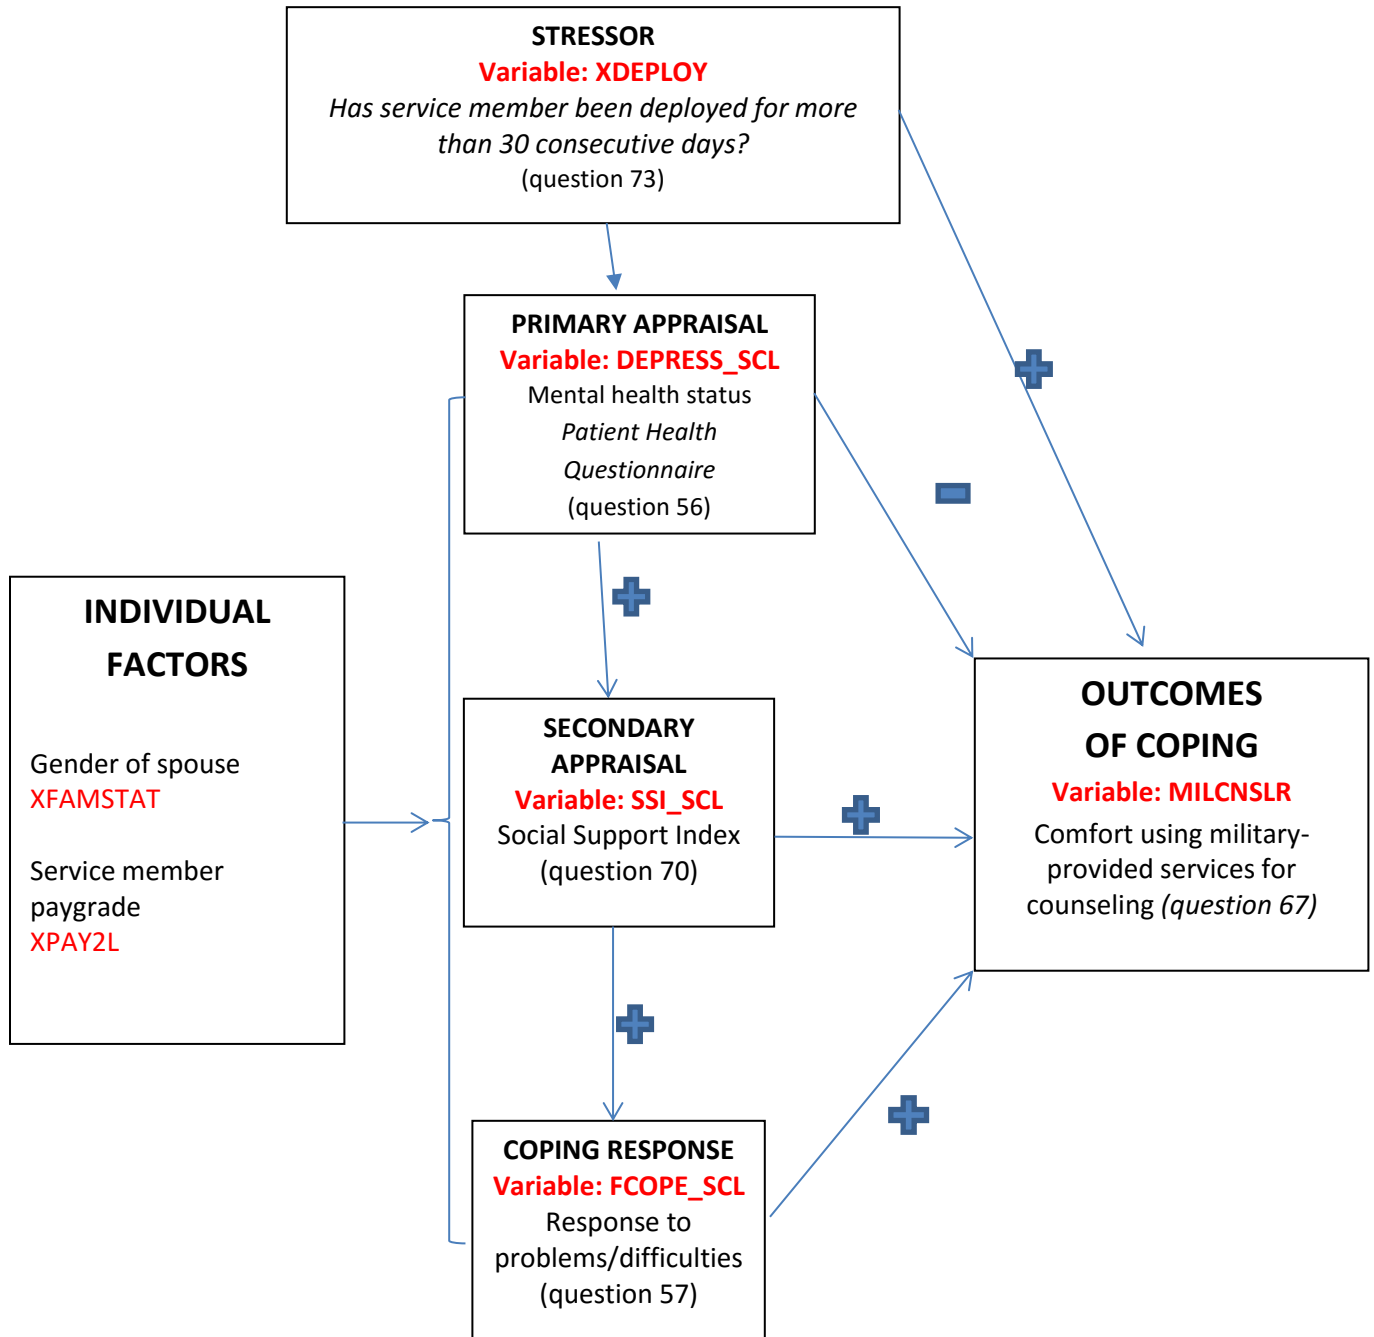 STRESSOR
Variable: XDEPLOY
Has service member been deployed for more
than 30 consecutive days?
(question 73)
PRIMARY APPRAISAL
Variable: DEPRESS_SCL
Mental health status
Patient Health
Questionnaire
(question 56)
INDIVIDUAL
FACTORS
Gender of spouse
XFAMSTAT
Service member
paygrade
XPAY2L
SECONDARY
APPRAISAL
Variable: SSI_SCL
Social Support Index
(question 70)
OUTCOMES
OF COPING
Variable: MILCNSLR
Comfort using military-
provided services for
counseling (question 67)
COPING RESPONSE
Variable: FCOPE_SCL
Response to
problems/difficulties
(question 57)